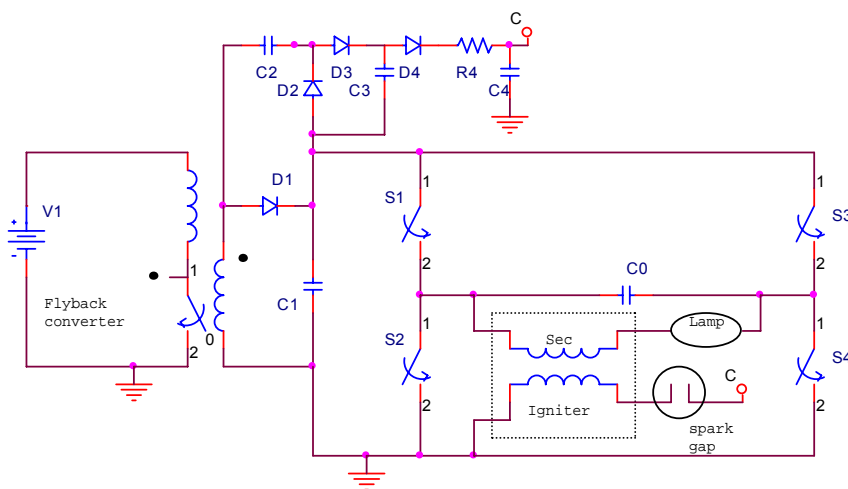 C
C2
D3
D4
R4
D2
C3
C4
D1
S1
1
2
1
S3
2
V1
+
-
1
Flyback
converter
0
2
C1
C0
Sec
Lamp
S2
1
2
1
S4
2
Igniter
C
spark
gap